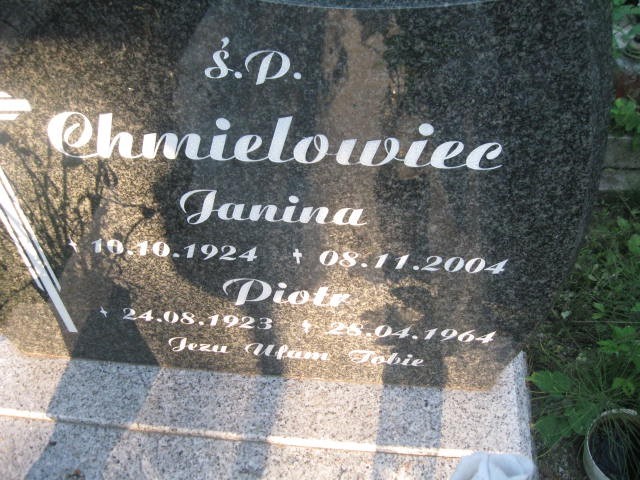 ś.P.
Chmielowiec
Janina
* 10.10.1924 † 08.11.2004
Piotr
* 24.08.1923 † 28.04.1964
Jezu Ufam Tobie